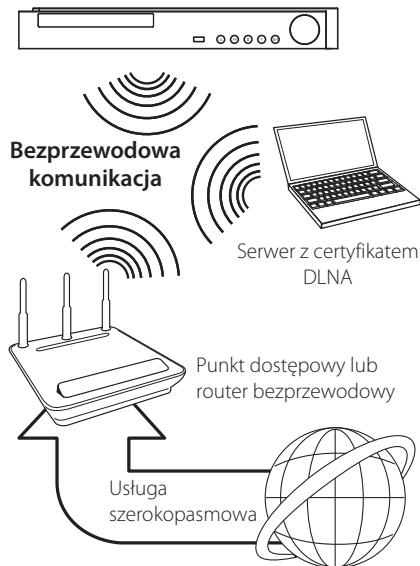 Bezprzewodowa
komunikacja
Serwer z certyfikatem
DLNA
Punkt dostępowy lub
router bezprzewodowy
Usługa
szerokopasmowa